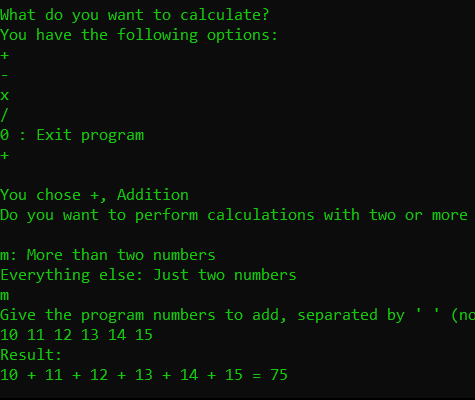 What do you want to calculate?
You have the following options:
+
-
x
/
0 : Exit program
+
You chose +, Addition
Do you want to perform calculations with two or more
m: More than two numbers
Everything else: Just two numbers
m
Give the program numbers to add, separated by ' '
10 11 12 13 14 15
Result:
10 + 11 + 12 + 13 + 14 + 15 = 75